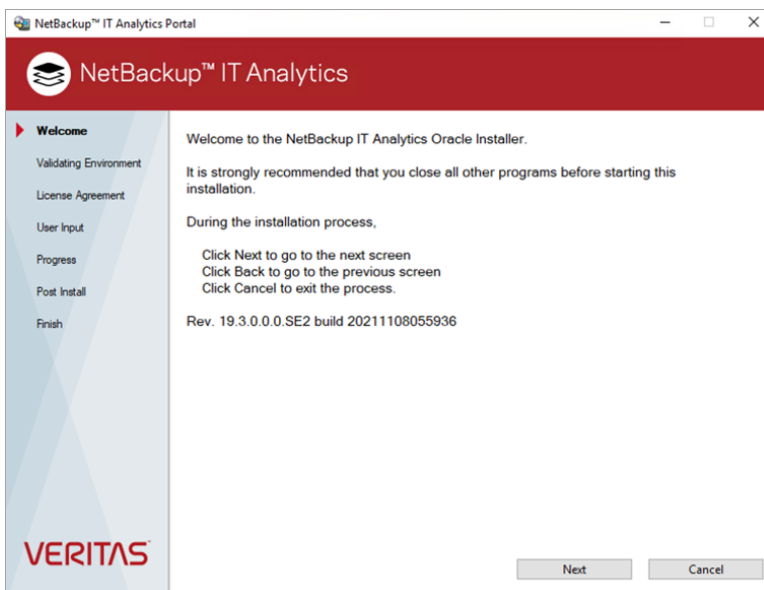 NetBackup™ IT Analytics Portal
NetBackup™ IT Analytics
Welcome
Validating Environment
License Agreement
User Input
Progress
Post Install
Finish
Welcome to the NetBackup IT Analytics Oracle Installer.
It is strongly recommended that you close all other programs before starting this
installation.
During the installation process,
Click Next to go to the next screen
Click Back to go to the previous screen
Click Cancel to exit the process.
Rev. 19.3.0.0.0.SE2 build 20211108055936
VERITAS
Next
Cancel